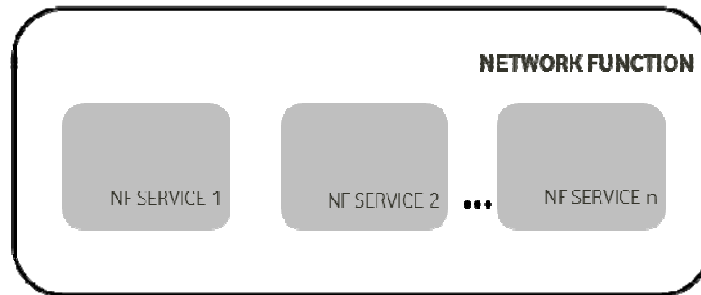 NETWORK FUNCTION
NF SERVICE 1
NF SERVICE 2
...
NF SERVICE n